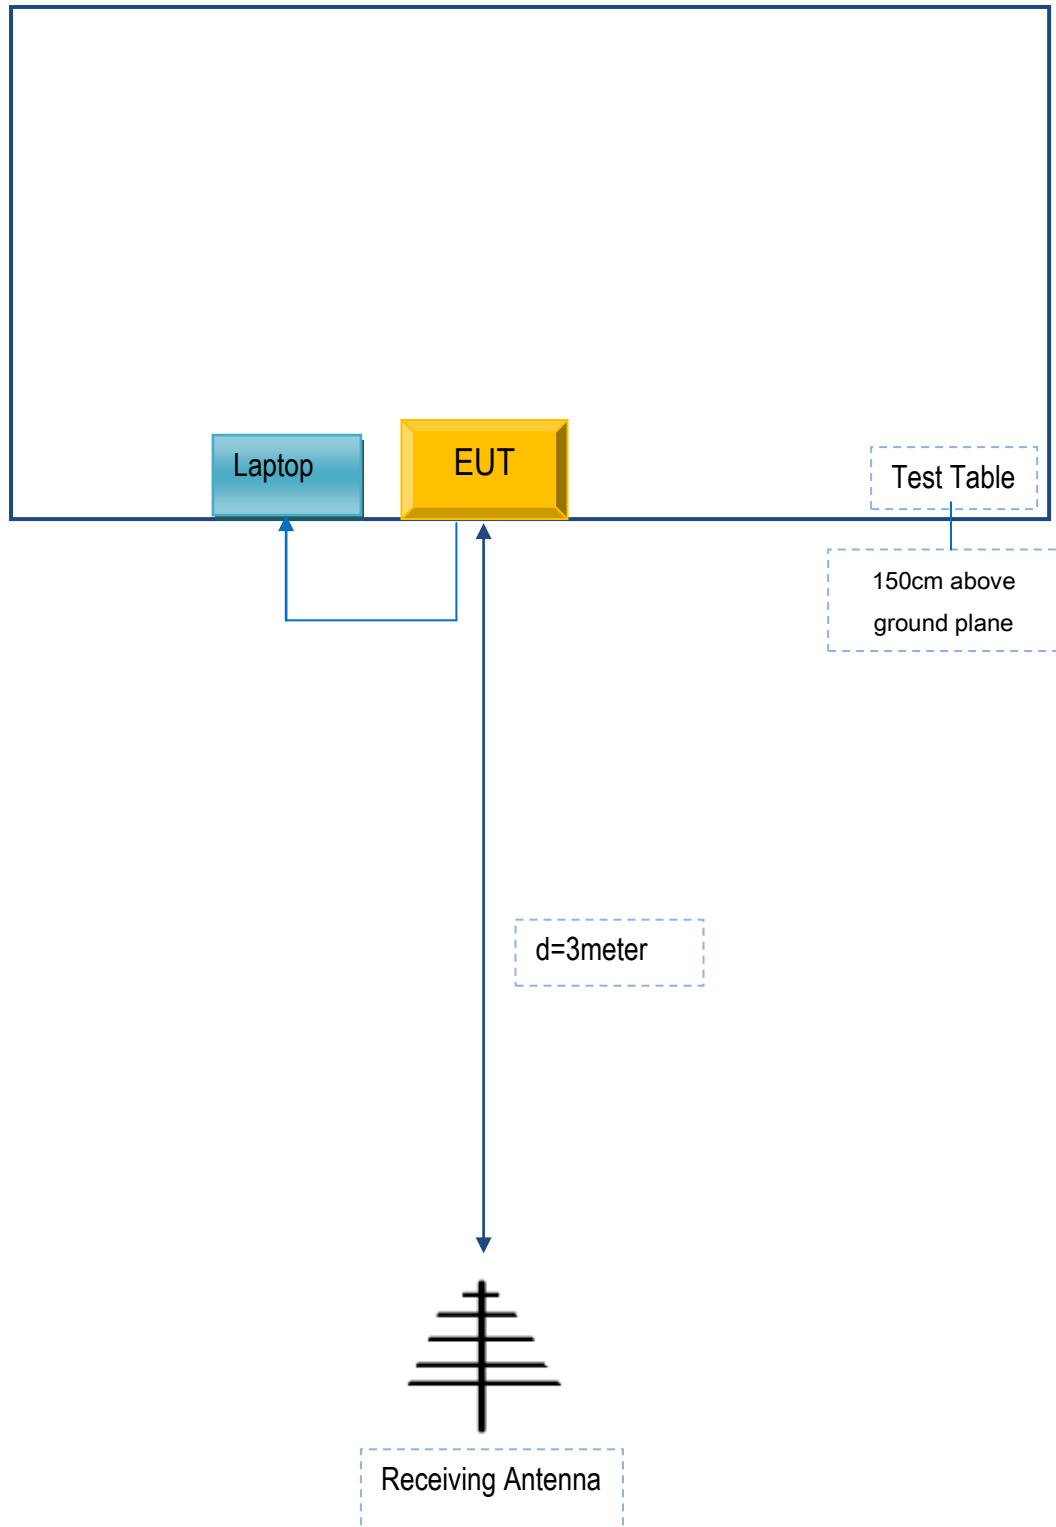 Laptop
EUT
Test Table
150cm above
ground plane
d=3meter
Receiving Antenna